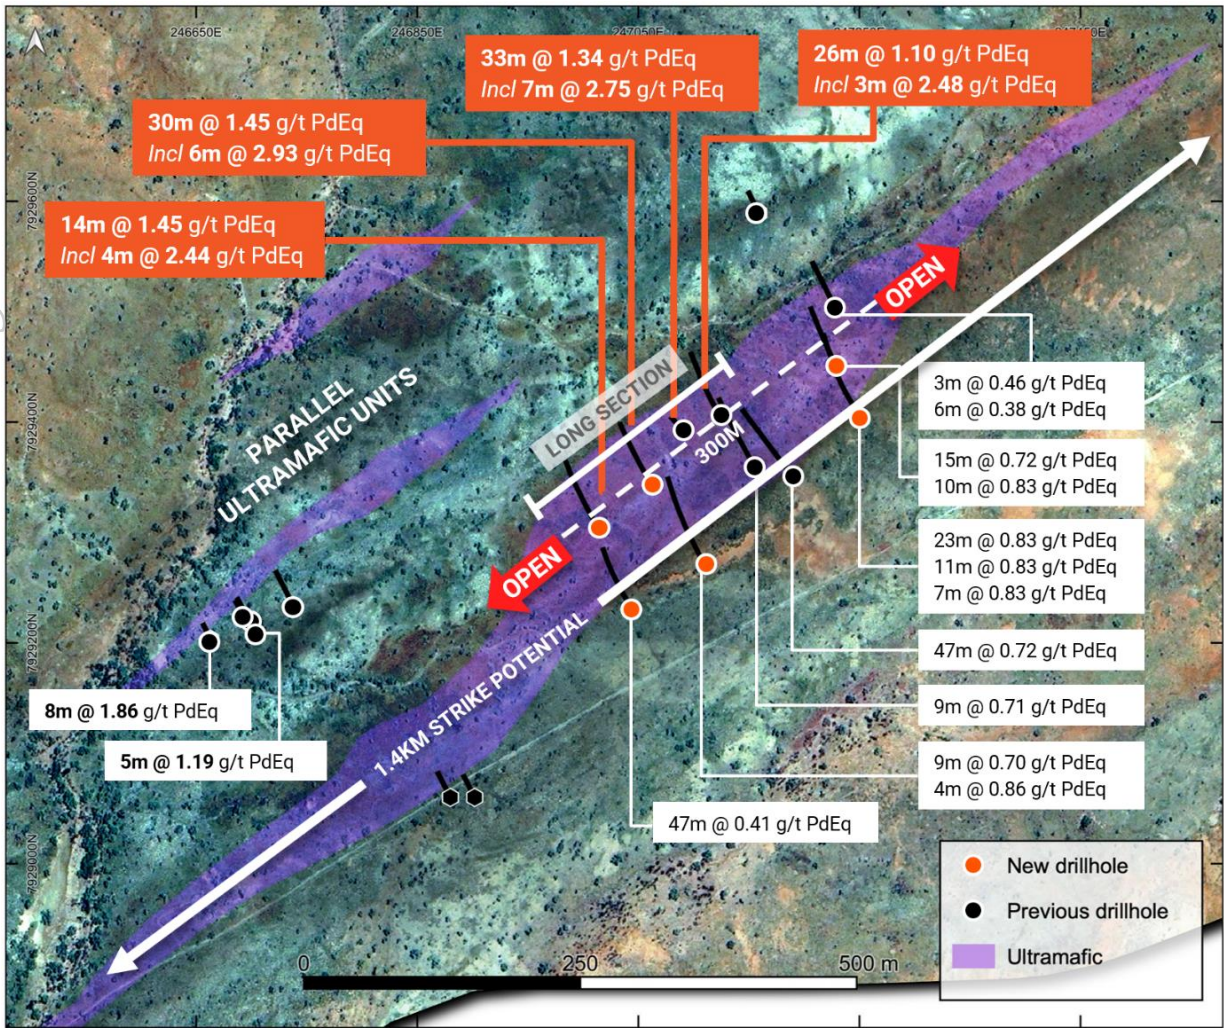 246650E
246850E
247050E
33m @ 1.34 g/t PdEq
Incl 7m @ 2.75 g/t PdEq
26m @ 1.10 g/t PdEq
Incl 3m @ 2.48 g/t PdEq
30m @ 1.45 g/t PdEq
Incl 6m @ 2.93 g/t PdEq
7929600N
14m @ 1.45 g/t PdEq
Incl 4m @ 2.44 g/t PdEq
OPEN
LONG SECTION
PARALLEL
ULTRAMAFIC UNITS
300M
7929400N
3m @ 0.46 g/t PdEq
6m @ 0.38 g/t PdEq
15m @ 0.72 g/t PdEq
10m @ 0.83 g/t PdEq
OPEN
23m @ 0.83 g/t PdEq
11m @ 0.83 g/t PdEq
7m @ 0.83 g/t PdEq
7929200N
47m @ 0.72 g/t PdEq
8m @ 1.86 g/t PdEq
9m @ 0.71 g/t PdEq
1.4KM STRIKE POTENTIAL
5m @ 1.19 g/t PdEq
9m @ 0.70 g/t PdEq
4m @ 0.86 g/t PdEq
47m @ 0.41 g/t PdEq
7929000N
New drillhole
Previous drillhole
Ultramafic
0
250
500 m